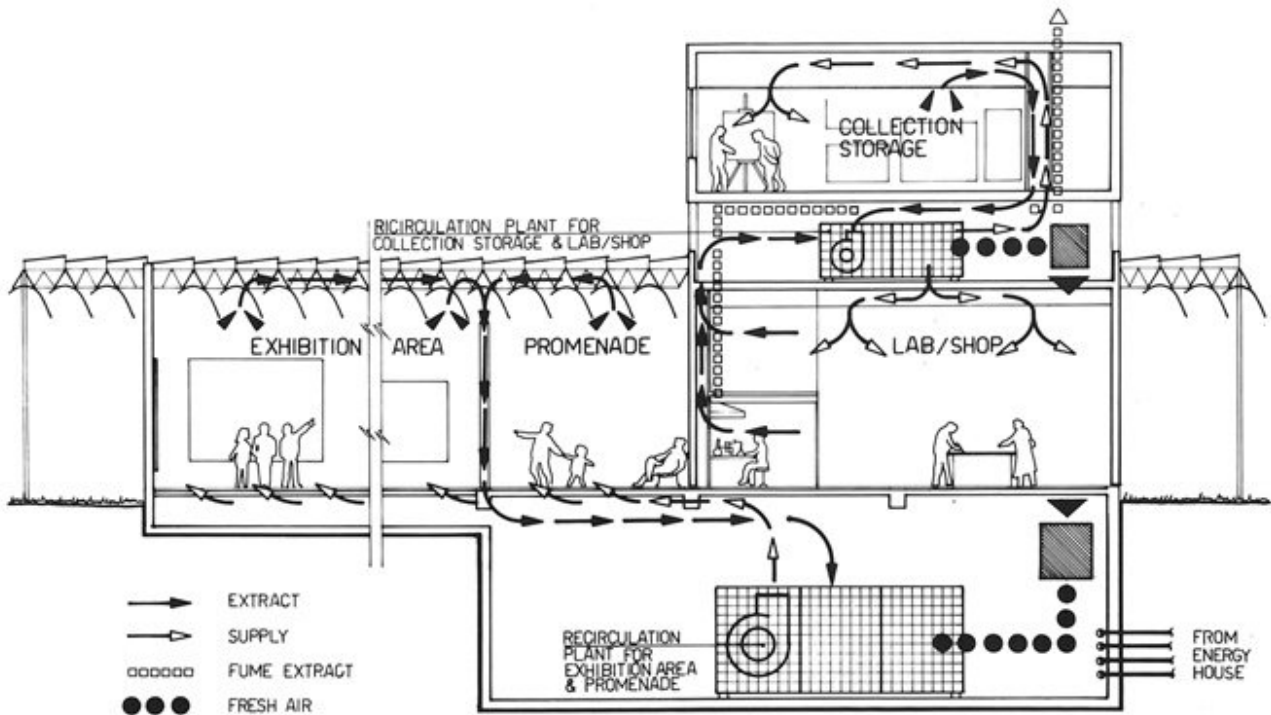 COLLECTION
STORAGE
RICIRCULATION PLANT FOR
COLLECTION STORAGE & LAB/SHOP
EXHIBITION AREA
PROMENADE
LAB/SHOP
RECIRCULATION
PLANT FOR
EXHIBITION AREA
& PROMENADE
FROM
ENERGY
HOUSE
EXTRACT
SUPPLY
FUME EXTRACT
FRESH AIR